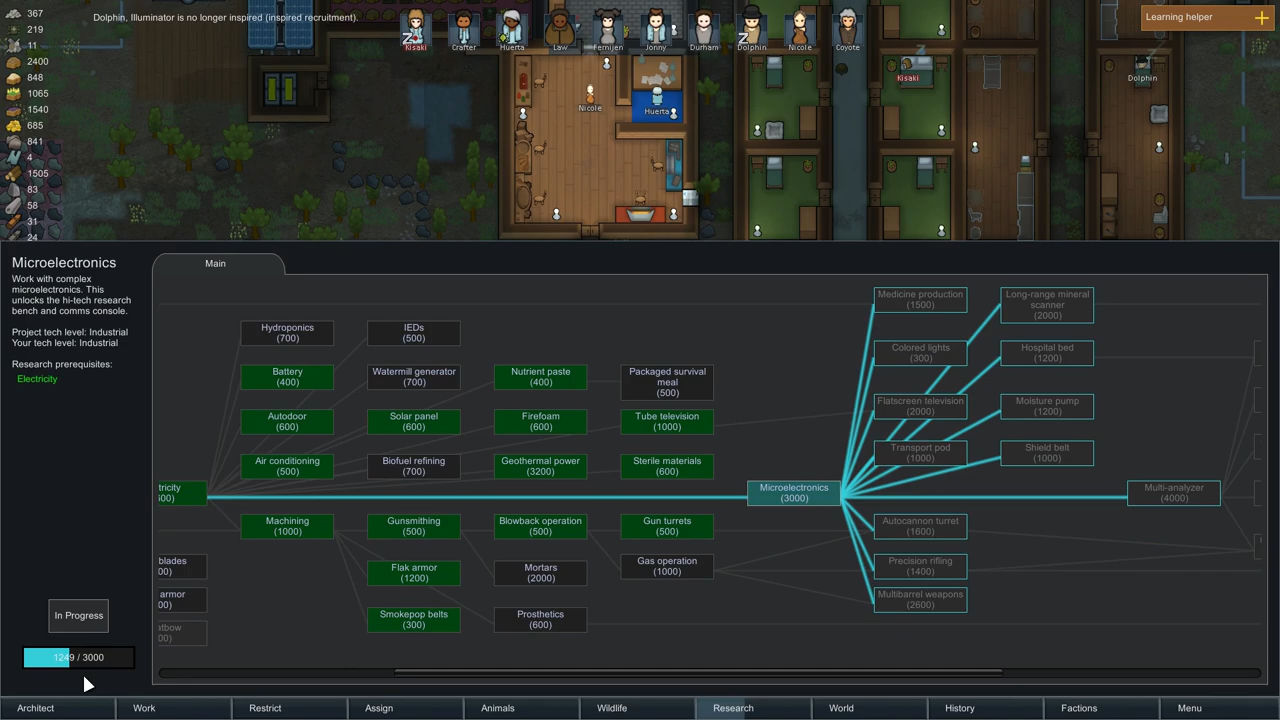 Dolphin, Illuminator is no longer inspired (inspired recruitment).
Learning helper
367
219
11
2400
848
1065
1540
685
841
4
1505
83
58
31
24
Kisaki
Crafter
Huerta
Law
Fernijen
Jonny
Durham
Dolphin
Nicole
Coyote
Nicole
Huerta
Kisaki
Dolphin
Microelectronics
Work with complex
microelectronics. This
unlocks the hi-tech research
bench and comms console.
Project tech level: Industrial
Your tech level: Industrial
Research prerequisites:
Electricity
In Progress
1249 / 3000
Main
Hydroponics
(700)
IEDs
(500)
Battery
(400)
Watermill generator
(700)
Nutrient paste
(400)
Packaged survival
meal
(500)
Autodoor
(600)
Solar panel
(600)
Firefoam
(600)
Tube television
(1000)
Air conditioning
(500)
Biofuel refining
(700)
Geothermal power
(3200)
Sterile materials
(600)
tricity
600)
Microelectronics
(3000)
Machining
(1000)
Gunsmithing
(500)
Blowback operation
(500)
Gun turrets
(500)
blades
00)
Flak armor
(1200)
Mortars
(2000)
Gas operation
(1000)
armor
00)
Smokepop belts
(300)
Prosthetics
(600)
atbow
00)
Medicine production
(1500)
Long-range mineral
scanner
(2000)
Colored lights
(300)
Hospital bed
(1200)
Flatscreen television
(2000)
Moisture pump
(1200)
Transport pod
(1000)
Shield belt
(1000)
Multi-analyzer
(4000)
Autocannon turret
(1600)
Precision rifling
(1400)
Multibarrel weapons
(2600)
Architect
Work
Restrict
Assign
Animals
Wildlife
Research
World
History
Factions
Menu